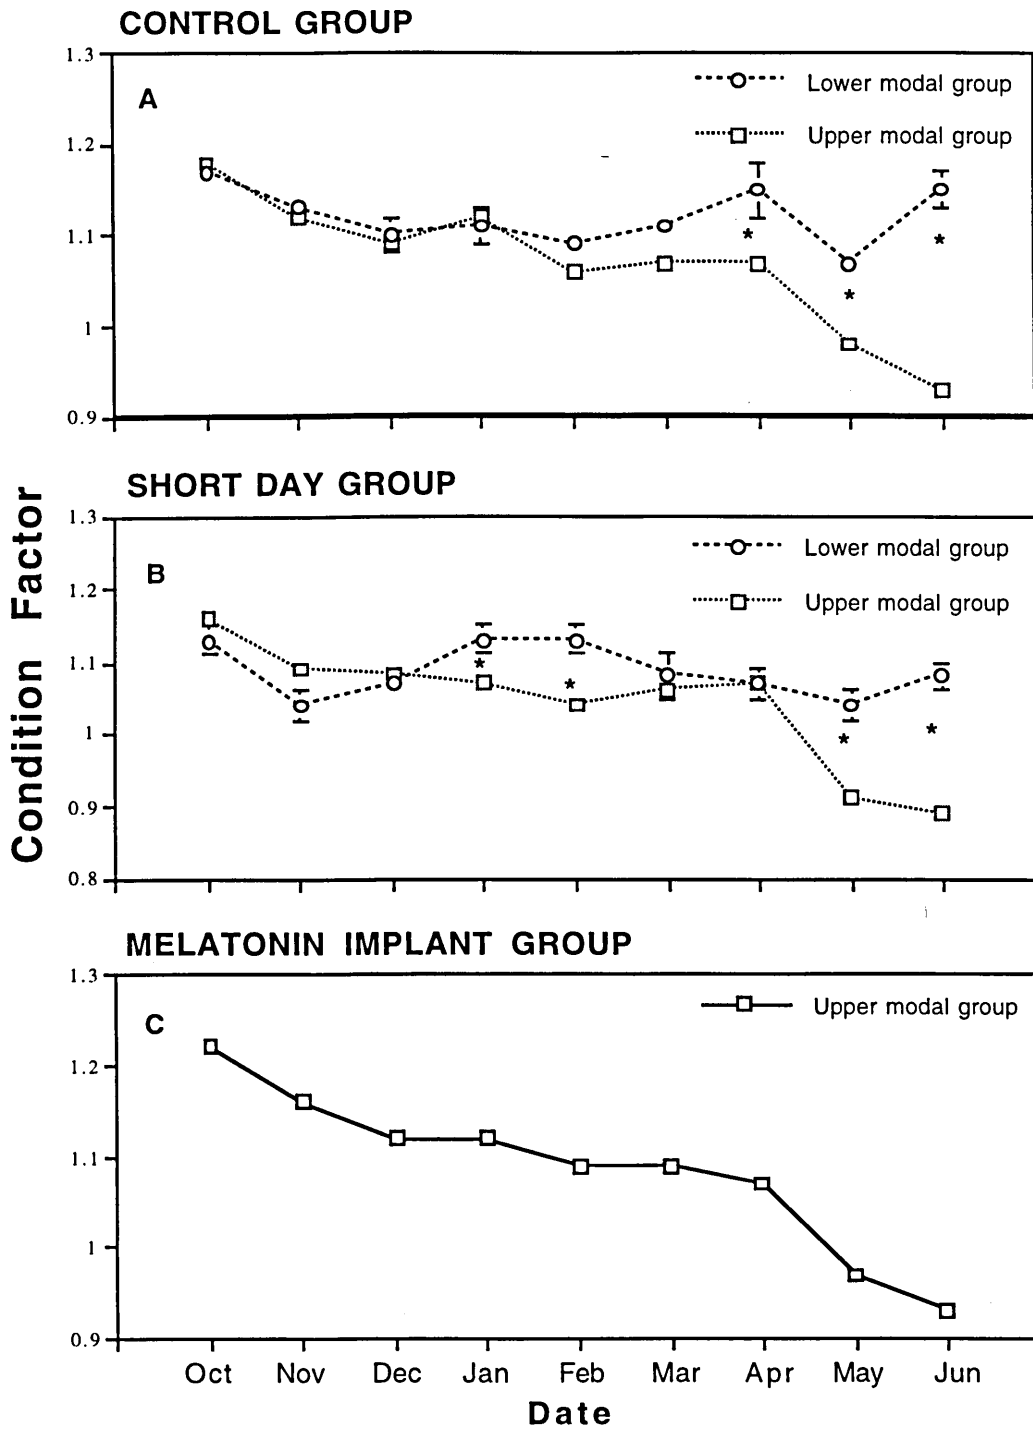 CONTROL GROUP
1.3
A
Lower modal group
Upper modal group
1.2
1.1
*
*
*
1
0.9
SHORT DAY GROUP
1.3
B
Lower modal group
Upper modal group
1.2
1.1
*
*
1
*
*
0.9
0.8
Condition Factor
MELATONIN IMPLANT GROUP
1.3
C
Upper modal group
1.2
1.1
1
0.9
Oct Nov Dec Jan Feb Mar Apr May Jun
Date